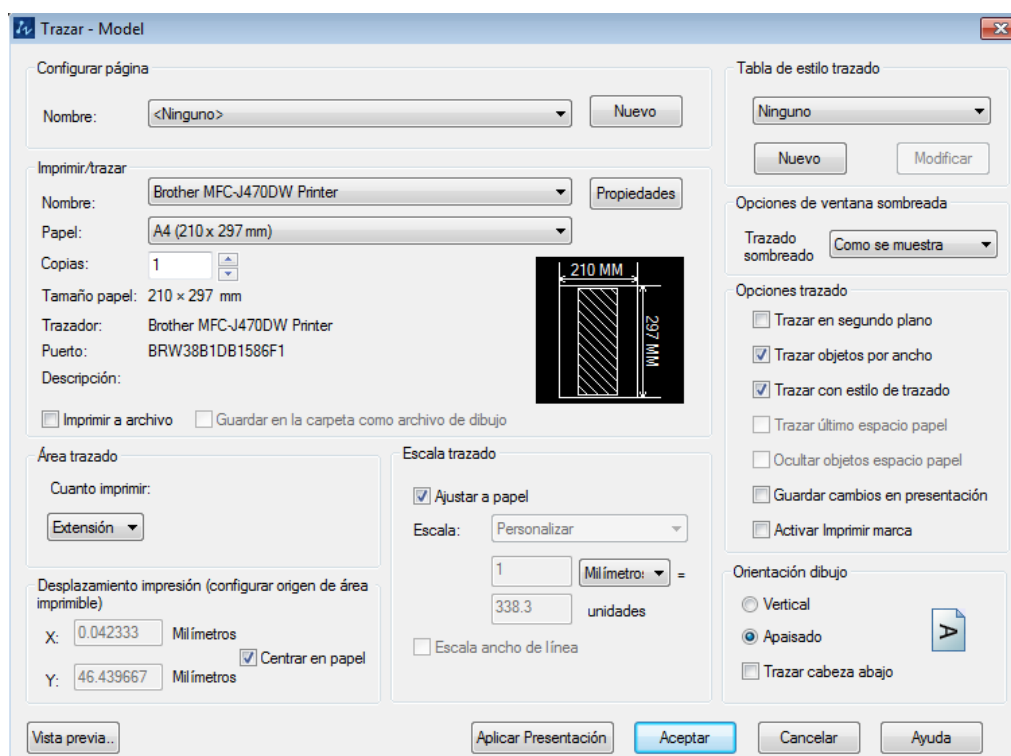 Trazar - Model
Configurar página
Nombre: <Ninguno> Nuevo
Imprimir/trazar
Nombre: Brother MFC-J470DW Printer Propiedades
Papel: A4 (210 x 297 mm)
Copias: 1
Tamaño papel: 210 × 297 mm
Trazador: Brother MFC-J470DW Printer
Puerto: BRW38B1DB1586F1
Descripción:
210 MM
297 MM
Imprimir a archivo Guardar en la carpeta como archivo de dibujo
Área trazado
Cuanto imprimir:
Extensión
Desplazamiento impresión (configurar origen de área
imprimible)
X: 0.042333 Milímetros
Centrar en papel
Y: 46.439667 Milímetros
Escala trazado
Ajustar a papel
Escala: Personalizar
1 Milímetros =
338.3 unidades
Escala ancho de línea
Tabla de estilo trazado
Ninguno
Nuevo Modificar
Opciones de ventana sombreada
Trazado
sombreado Como se muestra
Opciones trazado
Trazar en segundo plano
Trazar objetos por ancho
Trazar con estilo de trazado
Trazar último espacio papel
Ocultar objetos espacio papel
Guardar cambios en presentación
Activar Imprimir marca
Orientación dibujo
Vertical
Apaisado
A
Trazar cabeza abajo
Vista previa.. Aplicar Presentación Aceptar Cancelar Ayuda